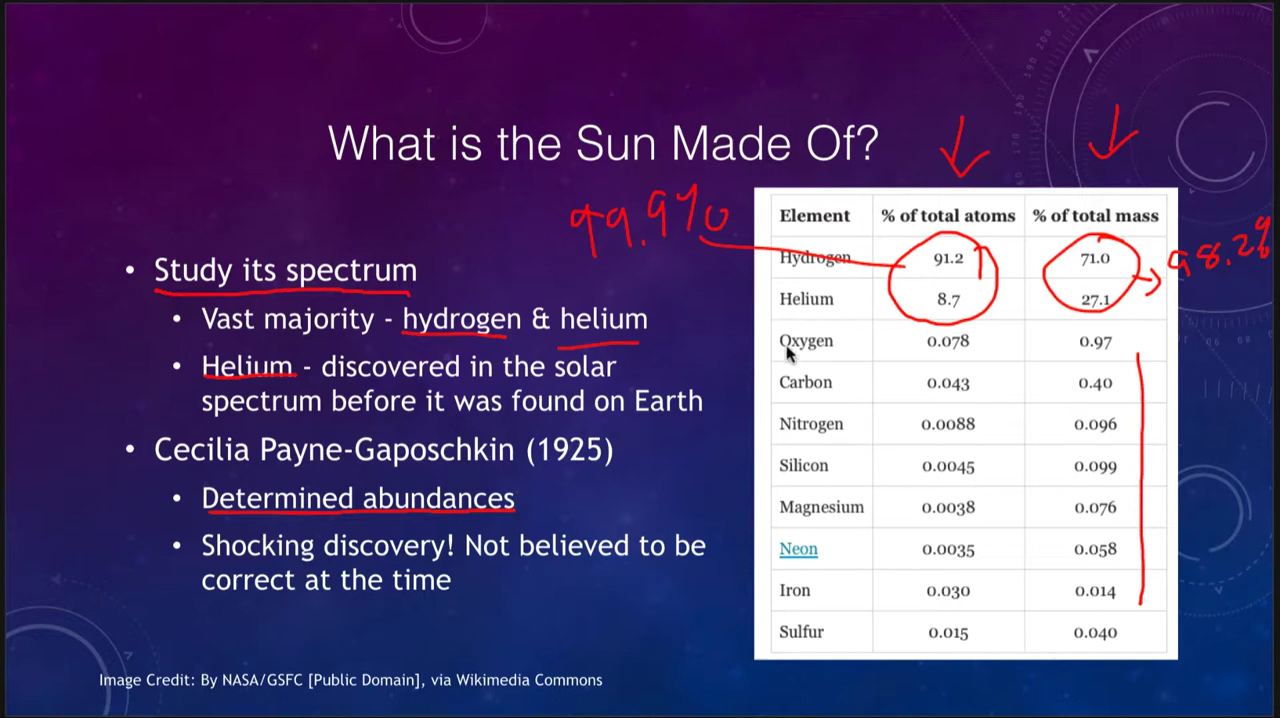 What is the Sun Made Of?
99.9%
• Study its spectrum
• Vast majority - hydrogen & helium
• Helium - discovered in the solar
spectrum before it was found on Earth
• Cecilia Payne-Gaposchkin (1925)
• Determined abundances
• Shocking discovery! Not believed to be
correct at the time
Element % of total atoms % of total mass
Hydrogen 91.2 71.0
98.2%
Helium 8.7 27.1
Oxygen 0.078 0.97
Carbon 0.043 0.40
Nitrogen 0.0088 0.096
Silicon 0.0045 0.099
Magnesium 0.0038 0.076
Neon 0.0035 0.058
Iron 0.030 0.014
Sulfur 0.015 0.040
Image Credit: By NASA/GSFC [Public Domain], via Wikimedia Commons